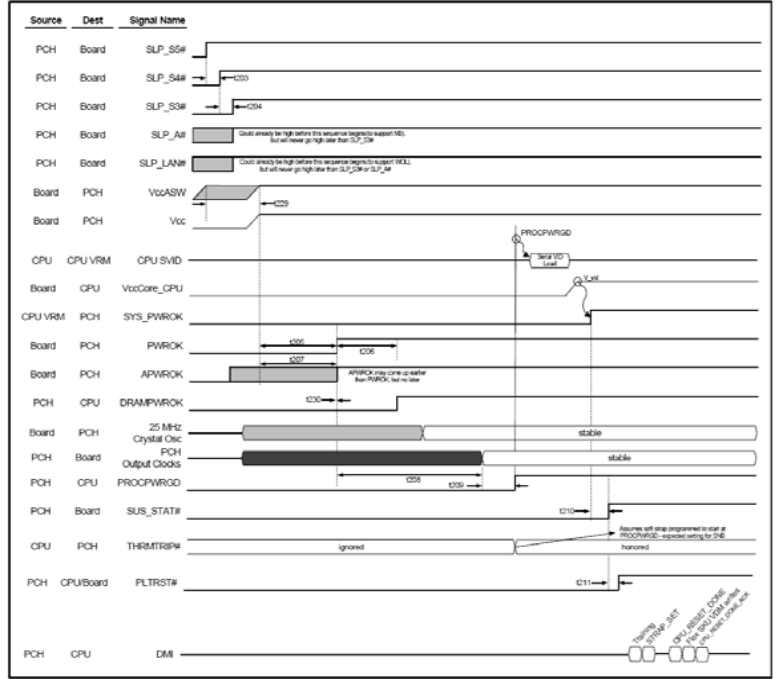 Source Dest Signal Name
PCH Board SLP_S5#
PCH Board SLP_S4#
t203
PCH Board SLP_S3#
t204
PCH Board SLP_A#
Could already be high before this sequence begins(to support M3),
but will never go high later than SLP_S3#
PCH Board SLP_LAN#
Could already be high before this sequence begins(to support WOL),
but will never go high later than SLP_S3# or SLP_A#
Board PCH VccASW
t229
Board PCH Vcc
PROCPWRGD
CPU CPU VRM CPU SVID
Serial VID
Load
Board CPU VccCore_CPU
V_vid
CPU VRM PCH SYS_PWROK
Board PCH PWROK
t205
t206
t207
Board PCH APWROK
APWROK may come up earlier
than PWROK, but no later
PCH CPU DRAMPWROK
t230
Board PCH 25 MHz
Crystal Osc
stable
PCH Board PCH
Output Clocks
stable
t208
PCH CPU PROCPWRGD
t209
PCH Board SUS_STAT#
t210
Assumes soft-strap programmed to start at
PROCPWRGD - expected setting for SNB
CPU PCH THRMTRIP#
ignored
honored
PCH CPU/Board PLTRST#
t211
Training
STRAP_SET
CPU_RESET_DONE
Flex SKU VDM writes
CPU_RESET_DONE_ACK
PCH CPU DMI